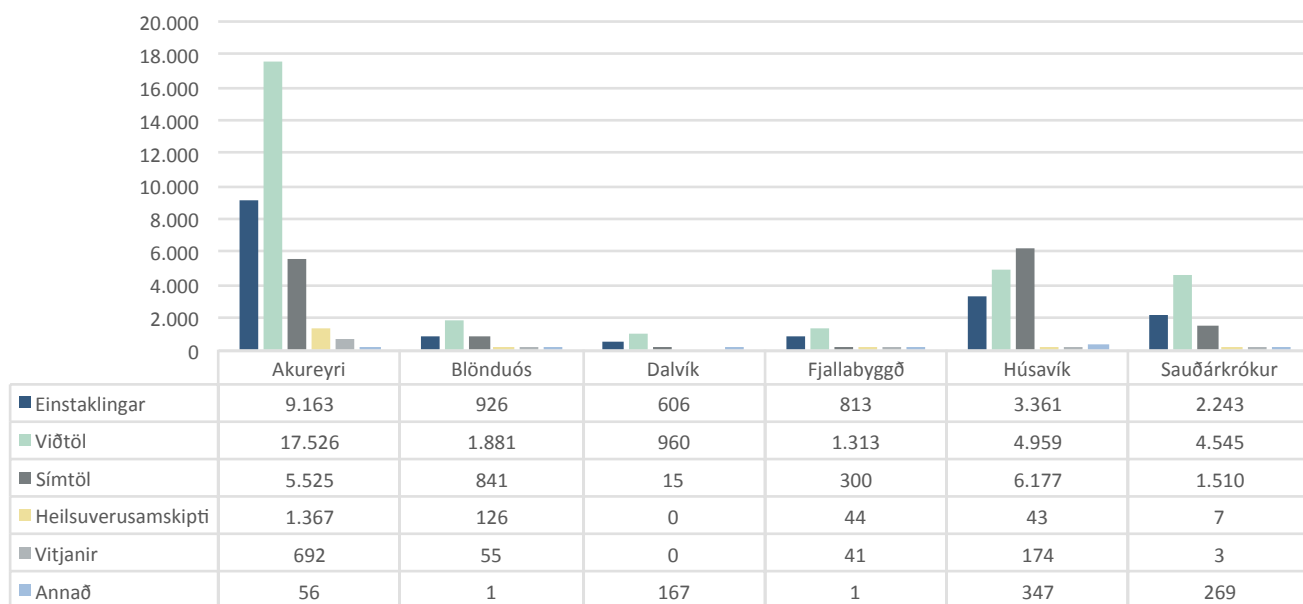 20.000
18.000
16.000
14.000
12.000
10.000
8.000
6.000
4.000
2.000
0
Akureyri Blönduós Dalvík Fjallabyggð Húsavík Sauðárkrókur
Einstaklingar 9.163 926 606 813 3.361 2.243
Viðtöl 17.526 1.881 960 1.313 4.959 4.545
Símtöl 5.525 841 15 300 6.177 1.510
Heilsuverusamskipti 1.367 126 0 44 43 7
Vitjanir 692 55 0 41 174 3
Annað 56 1 167 1 347 269